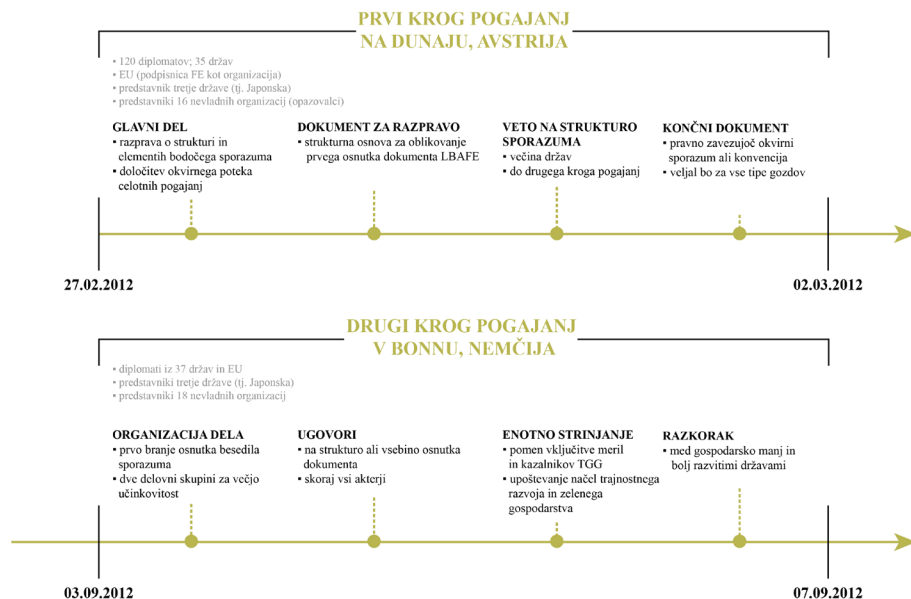 PRVI KROG POGAJANJ
NA DUNAJU, AVSTRIJA
▪ 120 diplomatov; 35 držav
▪ EU (podpisnica FE kot organizacija)
▪ predstavnik tretje države (tj. Japonska)
▪ predstavniki 16 nevladnih organizacij (opazovalci)
GLAVNI DEL
▪ razprava o strukturi in
elementih bodočega sporazuma
▪ določitev okvirnega poteka
celotnih pogajanj
DOKUMENT ZA RAZPRAVO
▪ strukturna osnova za oblikovanje
prvega osnutka dokumenta LBAFE
VETO NA STRUKTURO
SPORAZUMA
▪ večina držav
▪ do drugega kroga pogajanj
KONČNI DOKUMENT
▪ pravno zavezujoč okvirni
sporazum ali konvencija
▪ veljal bo za vse tipe gozdov
27.02.2012
02.03.2012
DRUGI KROG POGAJANJ
V BONNU, NEMČIJA
▪ diplomati iz 37 držav in EU
▪ predstavniki tretje države (tj. Japonska)
▪ predstavniki 18 nevladnih organizacij
ORGANIZACIJA DELA
▪ prvo branje osnutka besedila
sporazuma
▪ dve delovni skupini za večjo
učinkovitost
UGOVORI
▪ na strukturo ali vsebino osnutka
dokumenta
▪ skoraj vsi akterji
ENOTNO STRINJANJE
▪ pomen vključitve meril
in kazalnikov TGG
▪ upoštevanje načel trajnostnega
razvoja in zelenega
gospodarstva
RAZKORAK
▪ med gospodarsko manj in
bolj razvitimi državami
03.09.2012
07.09.2012